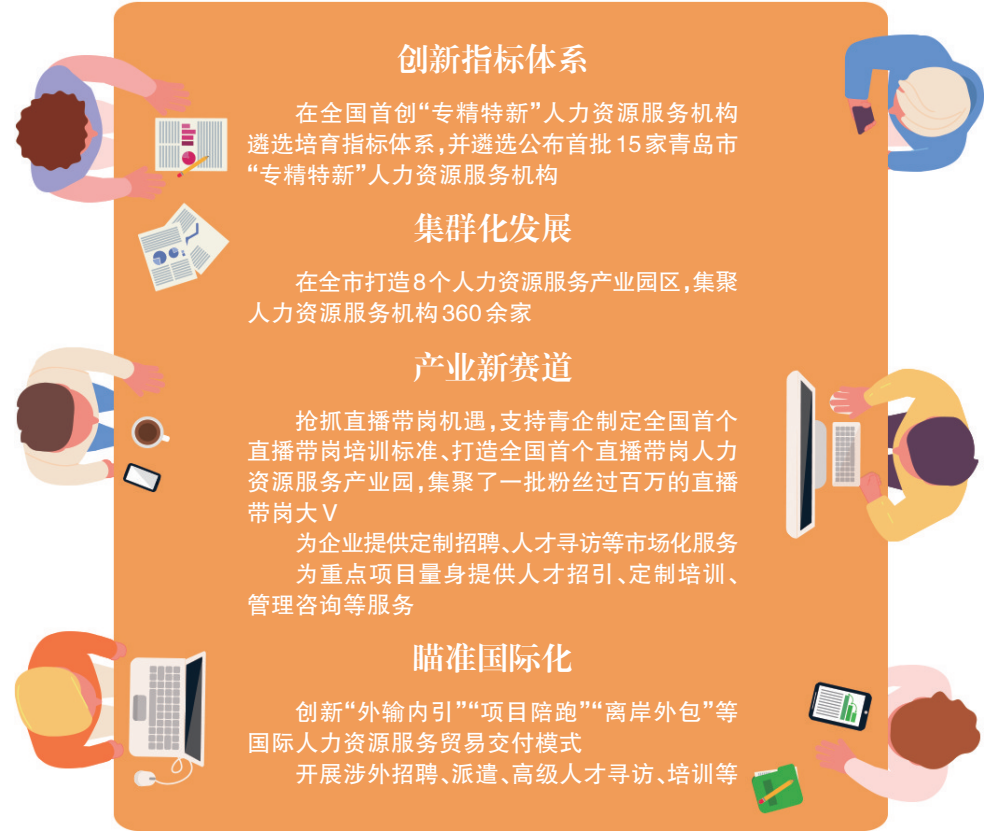 创新指标体系
在全国首创“专精特新”人力资源服务机构
遴选培育指标体系,并遴选公布首批15家青岛市
“专精特新”人力资源服务机构
集群化发展
在全市打造8个人力资源服务产业园区,集聚
人力资源服务机构360余家
产业新赛道
抢抓直播带岗机遇,支持青企制定全国首个
直播带岗培训标准、打造全国首个直播带岗人力
资源服务产业园,集聚了一批粉丝过百万的直播
带岗大V
为企业提供定制招聘、人才寻访等市场化服务
为重点项目量身提供人才招引、定制培训、
管理咨询等服务
瞄准国际化
创新“外输内引”“项目陪跑”“离岸外包”等
国际人力资源服务贸易交付模式
开展涉外招聘、派遣、高级人才寻访、培训等